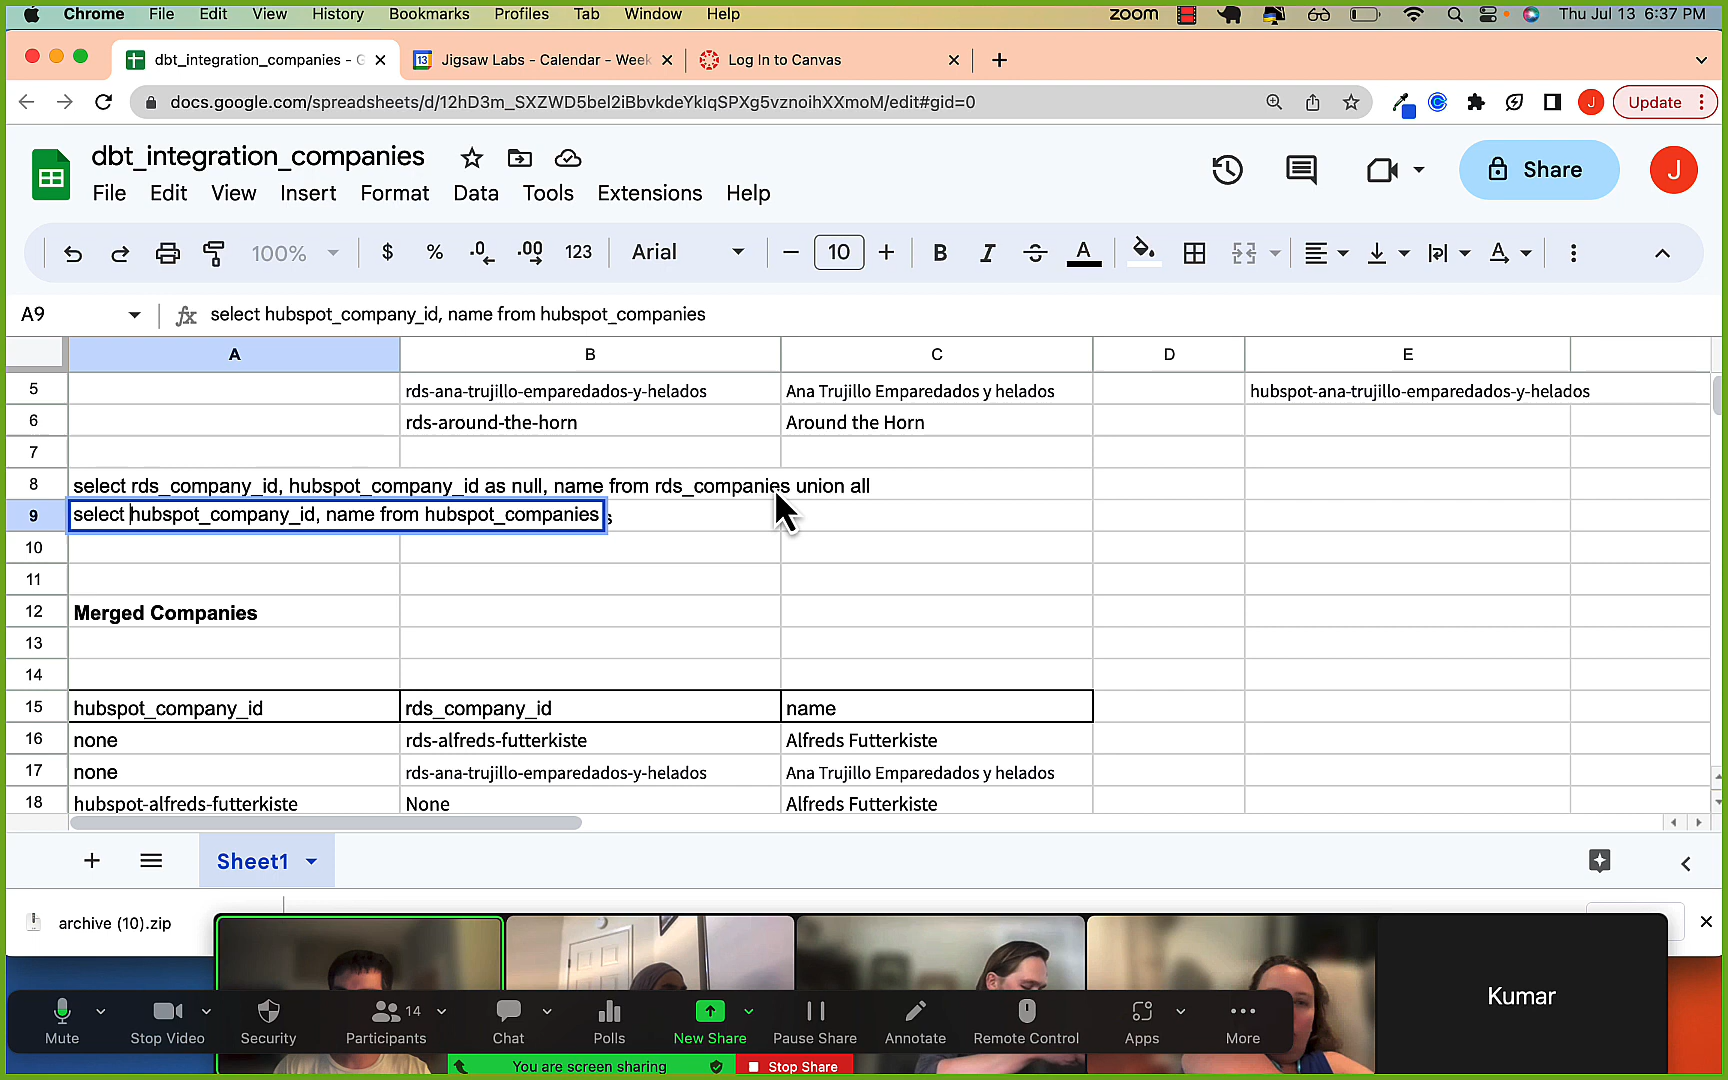 Chrome File Edit View History Bookmarks Profiles Tab Window Help zoom Thu Jul 13 6:37 PM
dbt_integration_companies - G Jigsaw Labs - Calendar - Week Log In to Canvas
docs.google.com/spreadsheets/d/12hD3m_SXZWD5bel2iBbvkdeYkIqSPXg5vznoihXXmoM/edit#gid=0 J Update
dbt_integration_companies
File Edit View Insert Format Data Tools Extensions Help
Share J
100% $ % .0 .00 123 Arial 10 B I A
A9 fx select hubspot_company_id, name from hubspot_companies
A B C D E
5 rds-ana-trujillo-emparedados-y-helados Ana Trujillo Emparedados y helados hubspot-ana-trujillo-emparedados-y-helados
6 rds-around-the-horn Around the Horn
7
8 select rds_company_id, hubspot_company_id as null, name from rds_companies union all
9 select hubspot_company_id, name from hubspot_companies
10
11
12 Merged Companies
13
14
15 hubspot_company_id rds_company_id name
16 none rds-alfreds-futterkiste Alfreds Futterkiste
17 none rds-ana-trujillo-emparedados-y-helados Ana Trujillo Emparedados y helados
18 hubspot-alfreds-futterkiste None Alfreds Futterkiste
Sheet1
archive (10).zip
Kumar
14
Mute Stop Video Security Participants Chat Polls New Share Pause Share Annotate Remote Control Apps More
You are screen sharing Stop Share